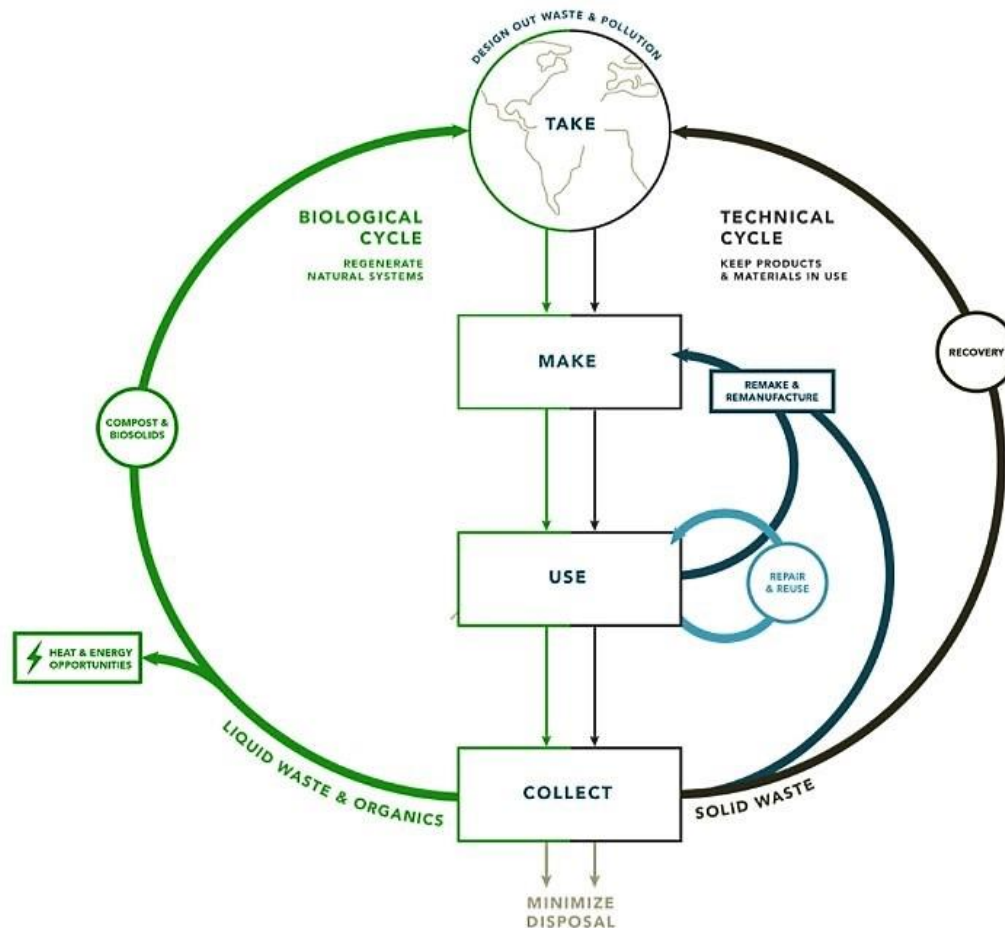 DESIGN OUT WASTE & POLLUTION
TAKE
BIOLOGICAL
CYCLE
REGENERATE
NATURAL SYSTEMS
TECHNICAL
CYCLE
KEEP PRODUCTS
& MATERIALS IN USE
MAKE
RECOVERY
REMAKE &
REMANUFACTURE
COMPOST &
BIOSOLIDS
USE
REPAIR
& REUSE
HEAT & ENERGY
OPPORTUNITIES
LIQUID WASTE & ORGANICS
COLLECT
SOLID WASTE
MINIMIZE
DISPOSAL